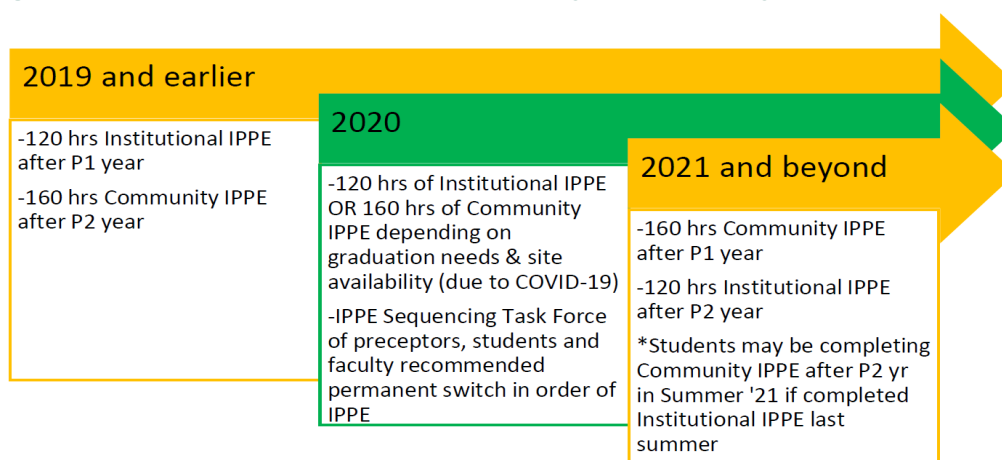 2019 and earlier
-120 hrs Institutional IPPE
after P1 year
-160 hrs Community IPPE
after P2 year
2020
-120 hrs of Institutional IPPE
OR 160 hrs of Community
IPPE depending on
graduation needs & site
availability (due to COVID-19)
-IPPE Sequencing Task Force
of preceptors, students and
faculty recommended
permanent switch in order of
IPPE
2021 and beyond
-160 hrs Community IPPE
after P1 year
-120 hrs Institutional IPPE
after P2 year
*Students may be completing
Community IPPE after P2 yr
in Summer '21 if completed
Institutional IPPE last
summer